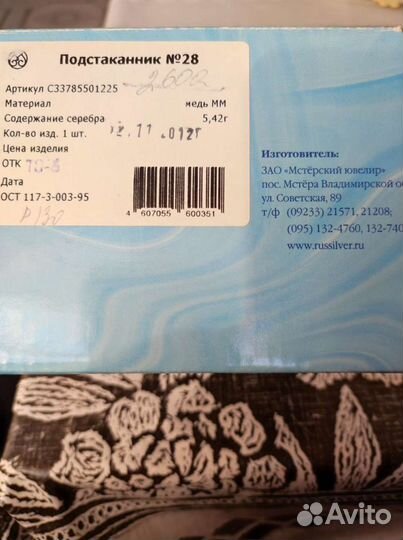 Подстаканник №28
Артикул С33785501225
2600
Материал медь ММ
Содержание серебра 5,42г
Кол-во изд. 1 шт.
Цена изделия
ОТК
Дата
ОСТ 117-3-003-95
4 607055 600351
Изготовитель:
ЗАО «Мстёрский ювелир»
пос. Мстёра Владимирской
ул. Советская, 89
т/ф (09233) 21571, 21208;
(095) 132-4760, 132-740
www.russilver.ru
Avito